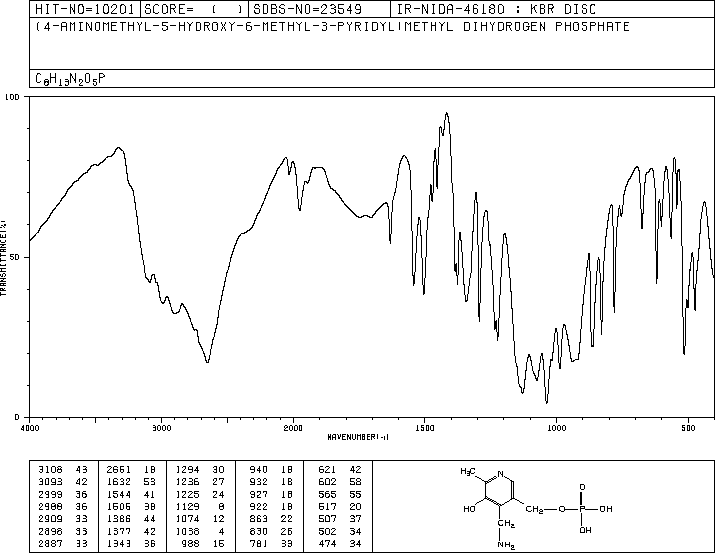 HIT-NO=10201 SCORE= ( ) SDBS-NO=23549 IR-NIDA-46180 : KBR DISC
(4-AMINOMETHYL-5-HYDROXY-6-METHYL-3-PYRIDYL)METHYL DIHYDROGEN PHOSPHATE
C8H13N2O5P
100
TRANSMITTANCE(%)
50
0
4000 3000 2000 1500 1000 500
WAVENUMBER(-1)
3108 43 2661 18 1294 30 940 18 621 42
3093 42 1632 53 1236 27 932 18 602 58
2999 36 1544 41 1225 24 927 18 565 55
2988 36 1506 38 1129 8 922 18 517 20
2909 33 1386 44 1074 12 863 22 507 37
2898 33 1377 42 1038 4 830 26 502 34
2887 33 1343 36 988 15 781 33 474 34
H3C N
HO
CH2 O P OH
O
OH
CH2
NH2